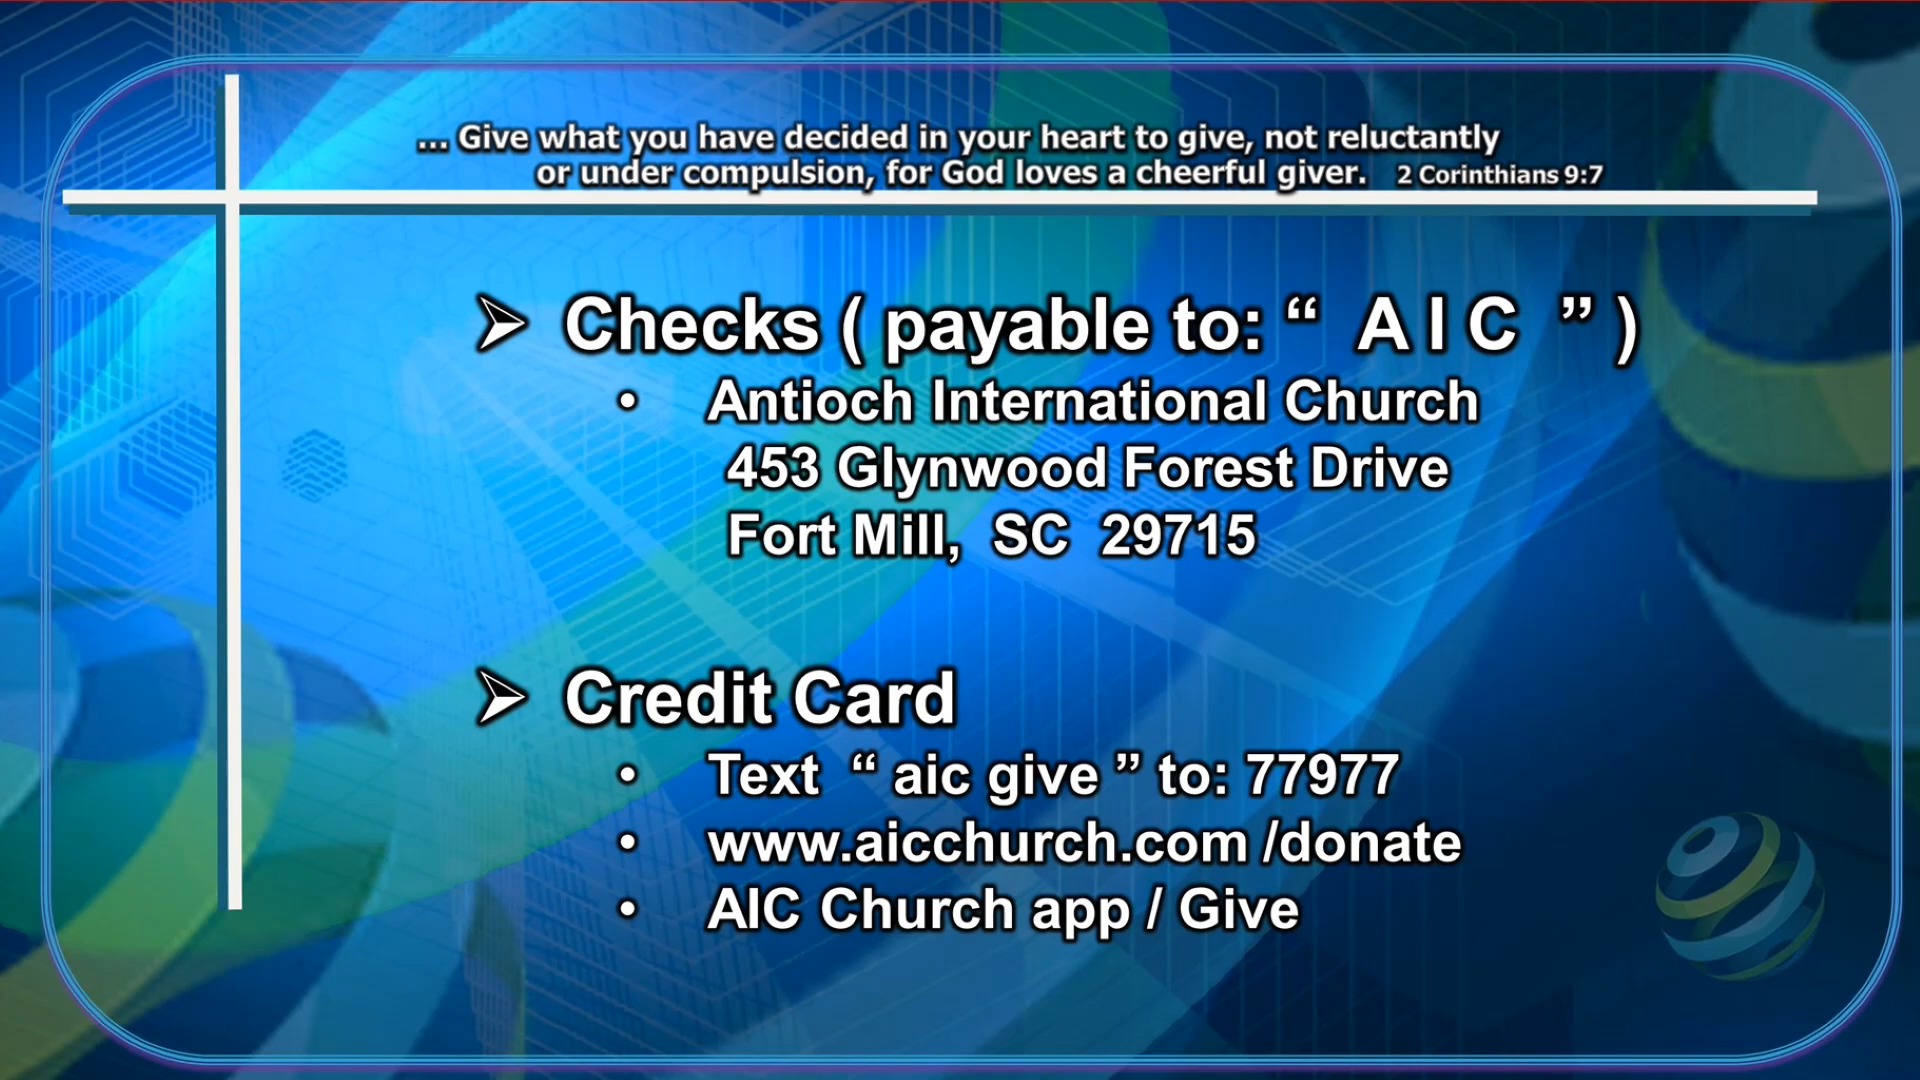 ... Give what you have decided in your heart to give, not reluctantly
or under compulsion, for God loves a cheerful giver. 2 Corinthians 9:7
➢ Checks ( payable to: “ A I C ” )
• Antioch International Church
453 Glynwood Forest Drive
Fort Mill, SC 29715
➢ Credit Card
• Text “ aic give ” to: 77977
• www.aicchurch.com /donate
• AIC Church app / Give